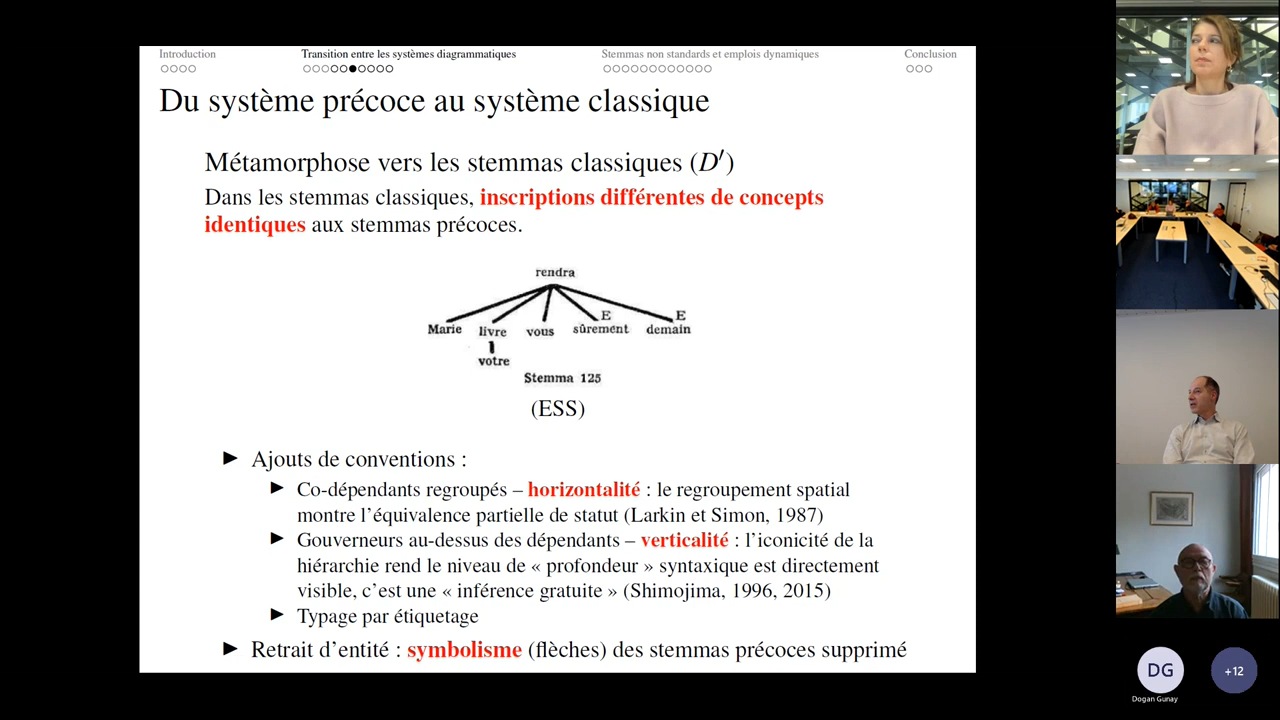 Introduction
Transition entre les systèmes diagrammatiques
Stemmas non standards et emplois dynamiques
Conclusion
Du système précoce au système classique
Métamorphose vers les stemmas classiques (D′)
Dans les stemmas classiques, inscriptions différentes de concepts
identiques aux stemmas précoces.
rendra
E E
Marie livre vous sûrement demain
votre
Stemma 125
(ESS)
► Ajouts de conventions :
► Co-dépendants regroupés – horizontalité : le regroupement spatial
montre l’équivalence partielle de statut (Larkin et Simon, 1987)
► Gouverneurs au-dessus des dépendants – verticalité : l’iconicité de la
hiérarchie rend le niveau de « profondeur » syntaxique est directement
visible, c’est une « inférence gratuite » (Shimojima, 1996, 2015)
► Typage par étiquetage
► Retrait d’entité : symbolisme (flèches) des stemmas précoces supprimé
DG
Dogan Gunay
+12